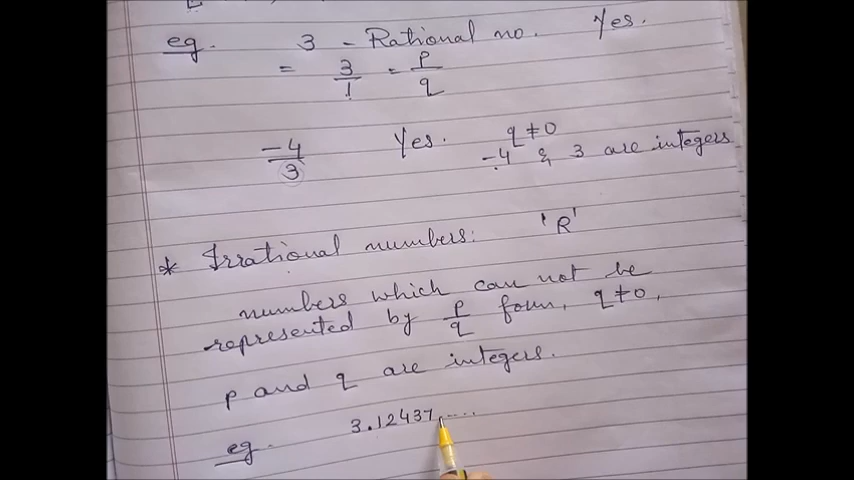 eg. 3 - Rational no. Yes.
= 3/1 = p/q
-4/3 Yes. q≠0
-4 & 3 are integers
* Irrational numbers: 'R'
numbers which can not be
represented by p/q form, q≠0,
p and q are integers.
eg. 3.12437.....